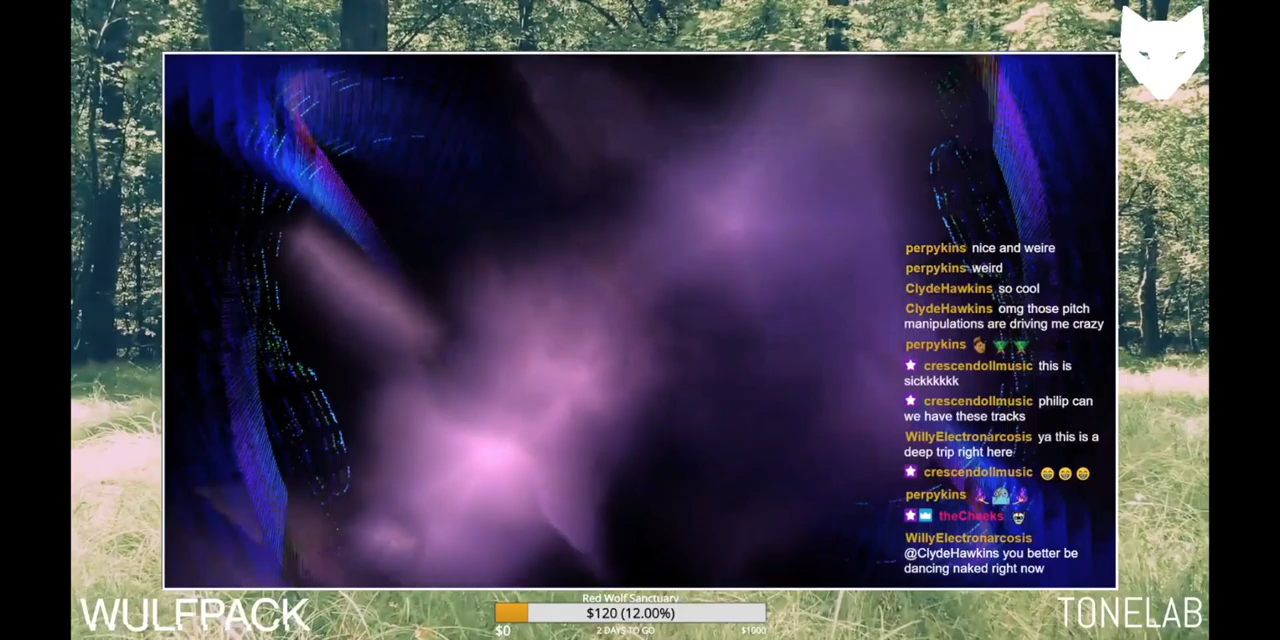 perpykins nice and weire
perpykins weird
ClydeHawkins so cool
ClydeHawkins omg those pitch
manipulations are driving me crazy
perpykins
crescendollmusic this is
sickkkkkk
crescendollmusic philip can
we have these tracks
WillyElectronarcosis ya this is a
deep trip right here
crescendollmusic
perpykins
theCheeks
WillyElectronarcosis
@ClydeHawkins you better be
dancing naked right now
WULFPACK
Red Wolf Sanctuary
$120 (12.00%)
$0
2 DAYS TO GO
$1000
TONELAB